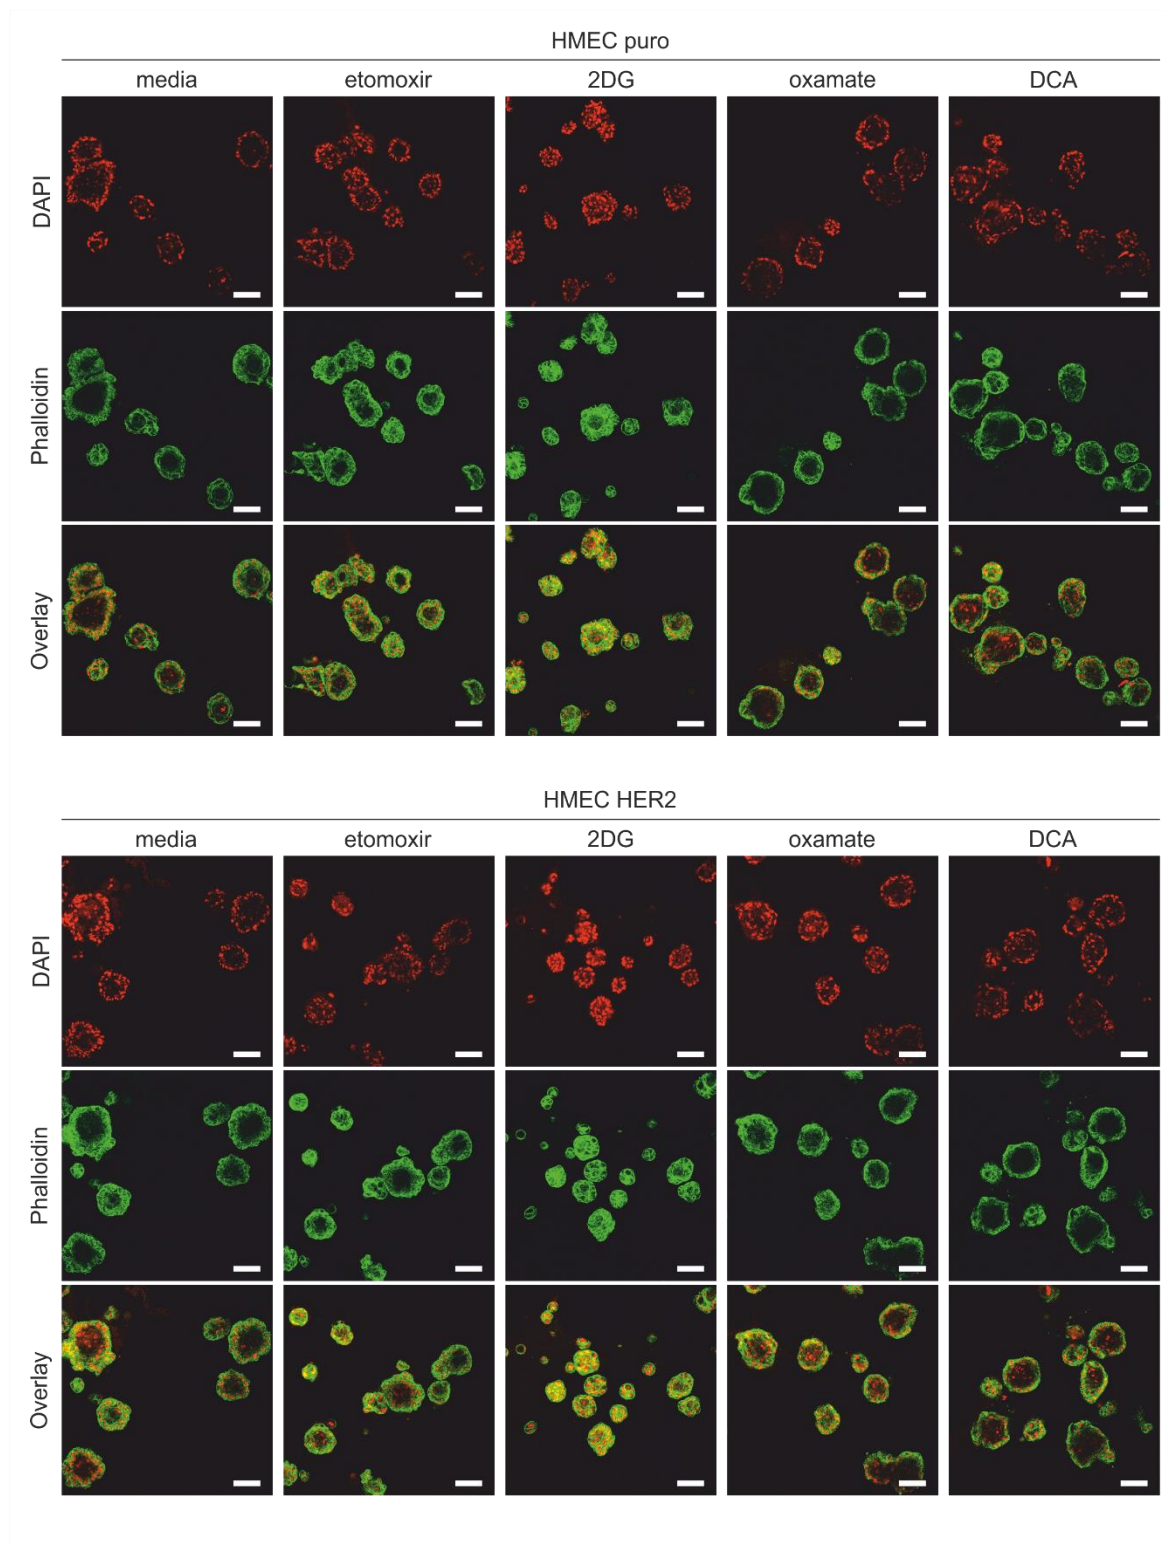 HMEC puro
media etomoxir 2DG oxamate DCA
DAPI
Phalloidin
Overlay
HMEC HER2
media etomoxir 2DG oxamate DCA
DAPI
Phalloidin
Overlay